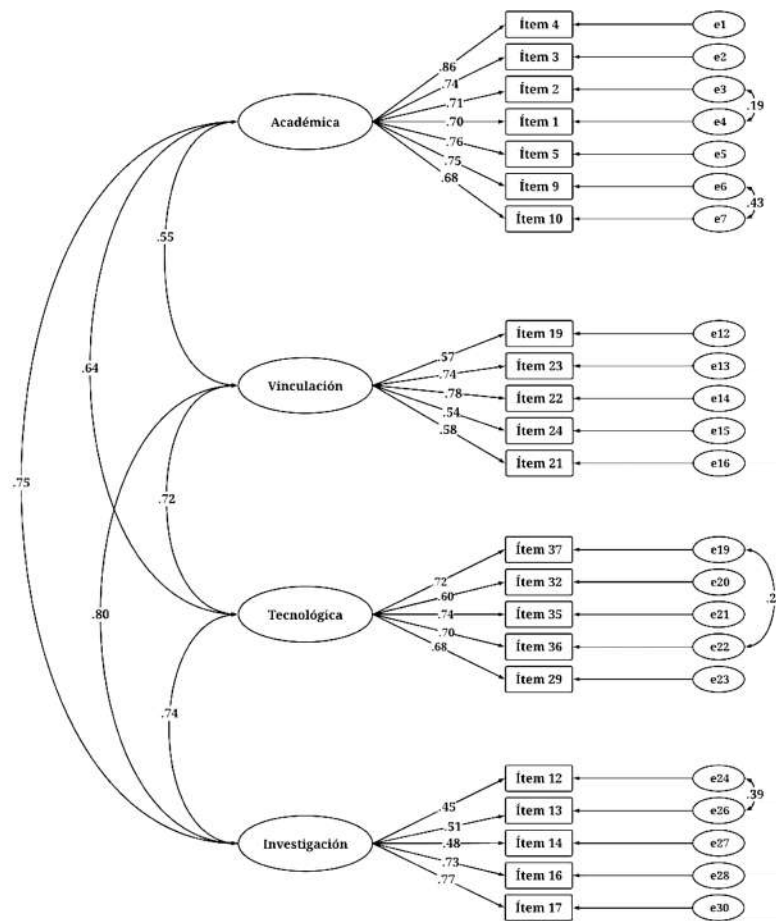 Ítem 4 e1
.86
Ítem 3 e2
.74
Ítem 2 e3
.71
.19
Académica .70 Ítem 1 e4
.76
Ítem 5 e5
.75
Ítem 9 e6
.68
.43
Ítem 10 e7
.55
Ítem 19 e12
.57
Ítem 23 e13
.74
.64
Vinculación .78 Ítem 22 e14
.54
Ítem 24 e15
.58
Ítem 21 e16
.75
.72
Ítem 37 e19
.72
Ítem 32 e20
.60
.80
Tecnológica .74 Ítem 35 e21
.70
Ítem 36 e22
.68
Ítem 29 e23
.74
Ítem 12 e24
.45
.39
Ítem 13 e26
.51
Investigación .48 Ítem 14 e27
.73
Ítem 16 e28
.77
Ítem 17 e30